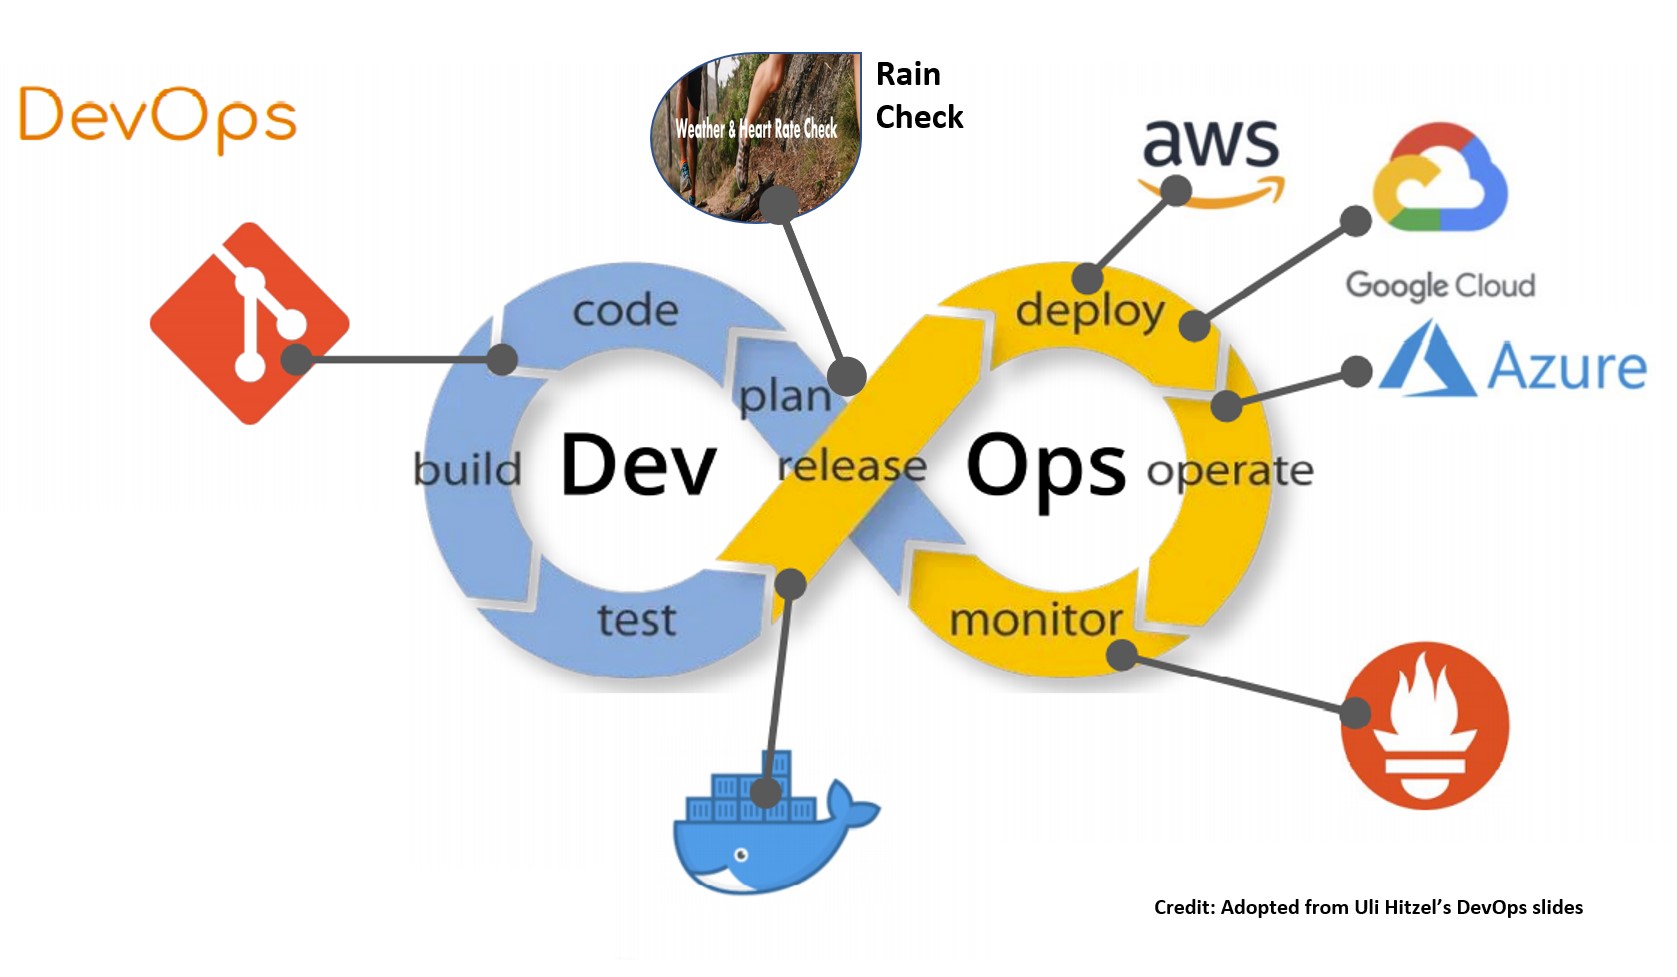 DevOps
Rain
Check
Weather & Heart Rate Check
aws
Google Cloud
Azure
code
deploy
plan
build
Dev
release
Ops
operate
test
monitor
Credit: Adopted from Uli Hitzel's DevOps slides